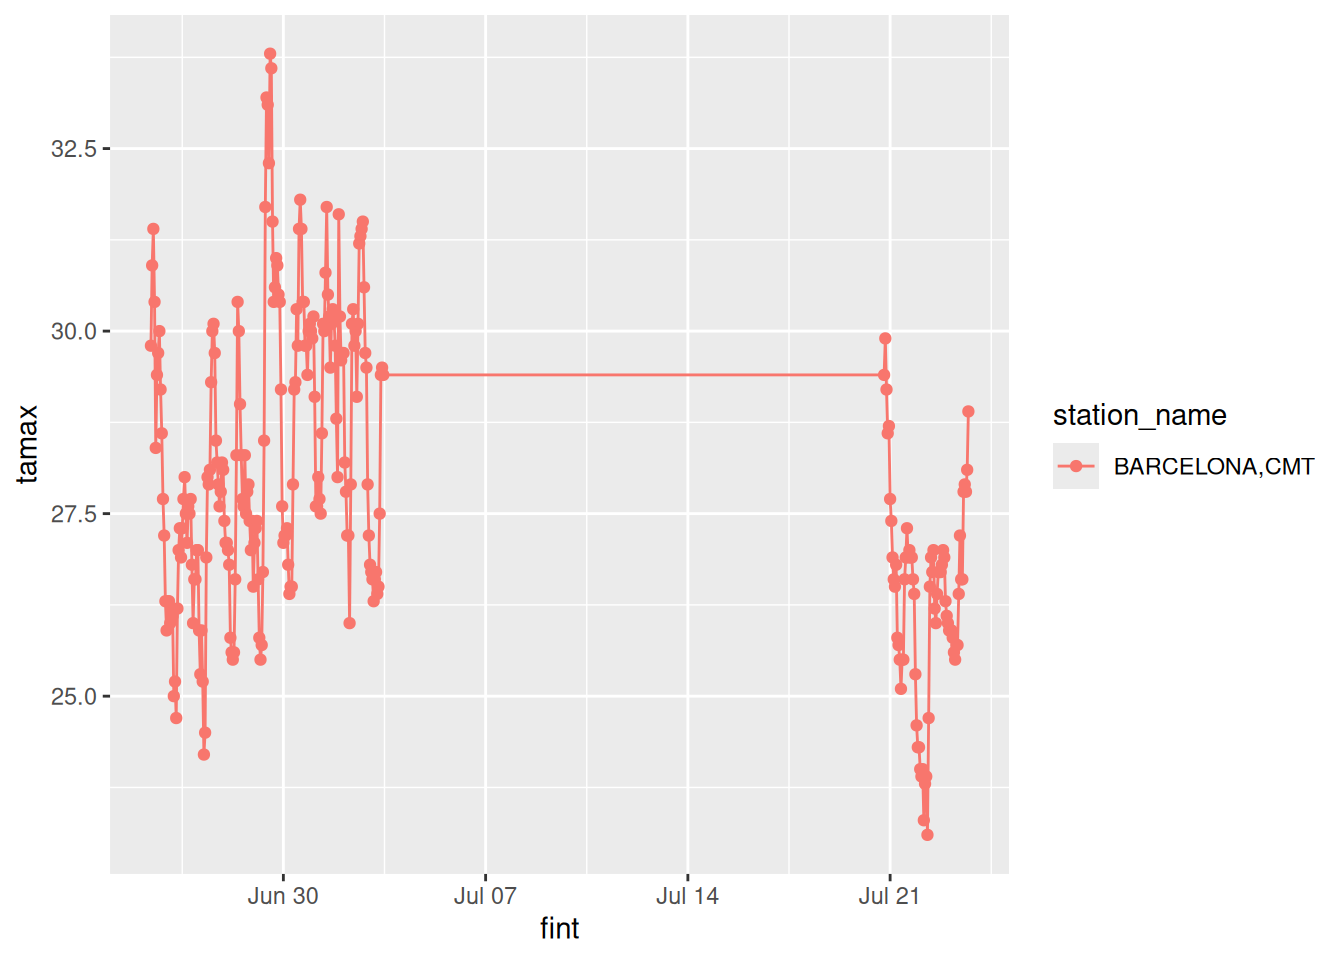 32.5
30.0
27.5
25.0
tamax
Jun 30
Jul 07
Jul 14
Jul 21
fint
station_name
BARCELONA,CMT